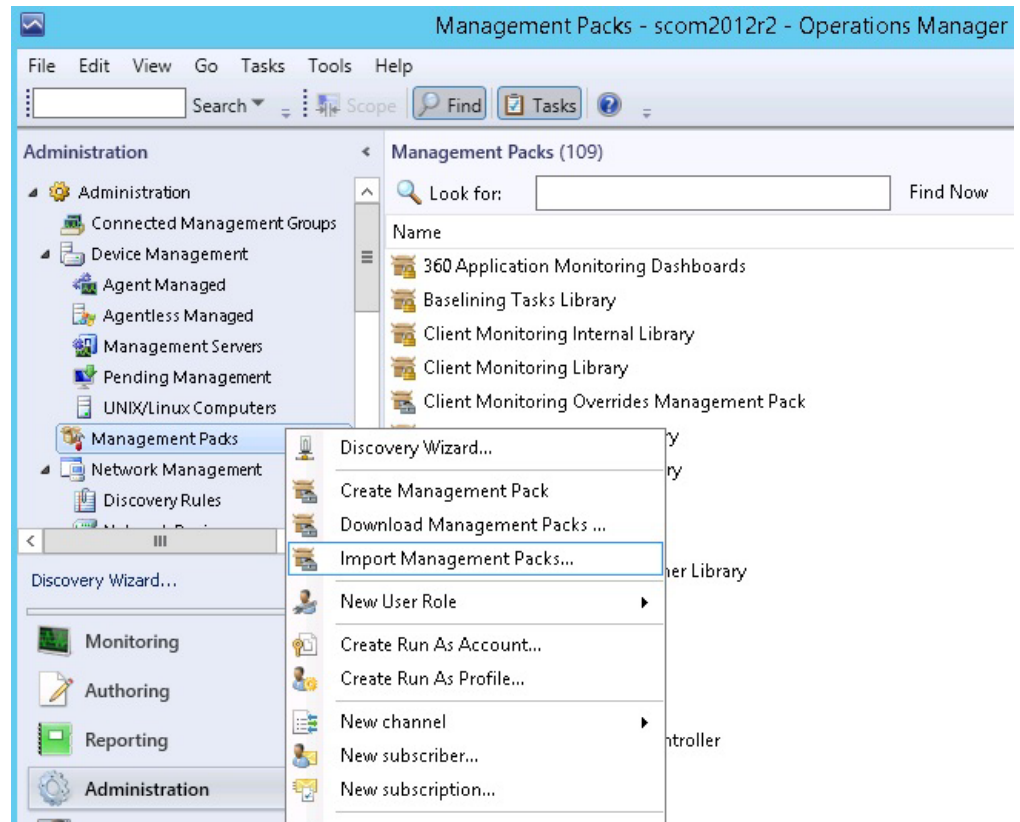 Management Packs - scom2012r2 - Operations Manager
File Edit View Go Tasks Tools Help
Search Scope Find Tasks
Administration
Administration
Connected Management Groups
Device Management
Agent Managed
Agentless Managed
Management Servers
Pending Management
UNIX/Linux Computers
Management Packs
Network Management
Discovery Rules
Discovery Wizard...
Monitoring
Authoring
Reporting
Administration
Management Packs (109)
Look for: Find Now
Name
360 Application Monitoring Dashboards
Baselining Tasks Library
Client Monitoring Internal Library
Client Monitoring Library
Client Monitoring Overrides Management Pack
ry
ry
ner Library
ntroller
Discovery Wizard...
Create Management Pack
Download Management Packs ...
Import Management Packs...
New User Role
Create Run As Account...
Create Run As Profile...
New channel
New subscriber...
New subscription...